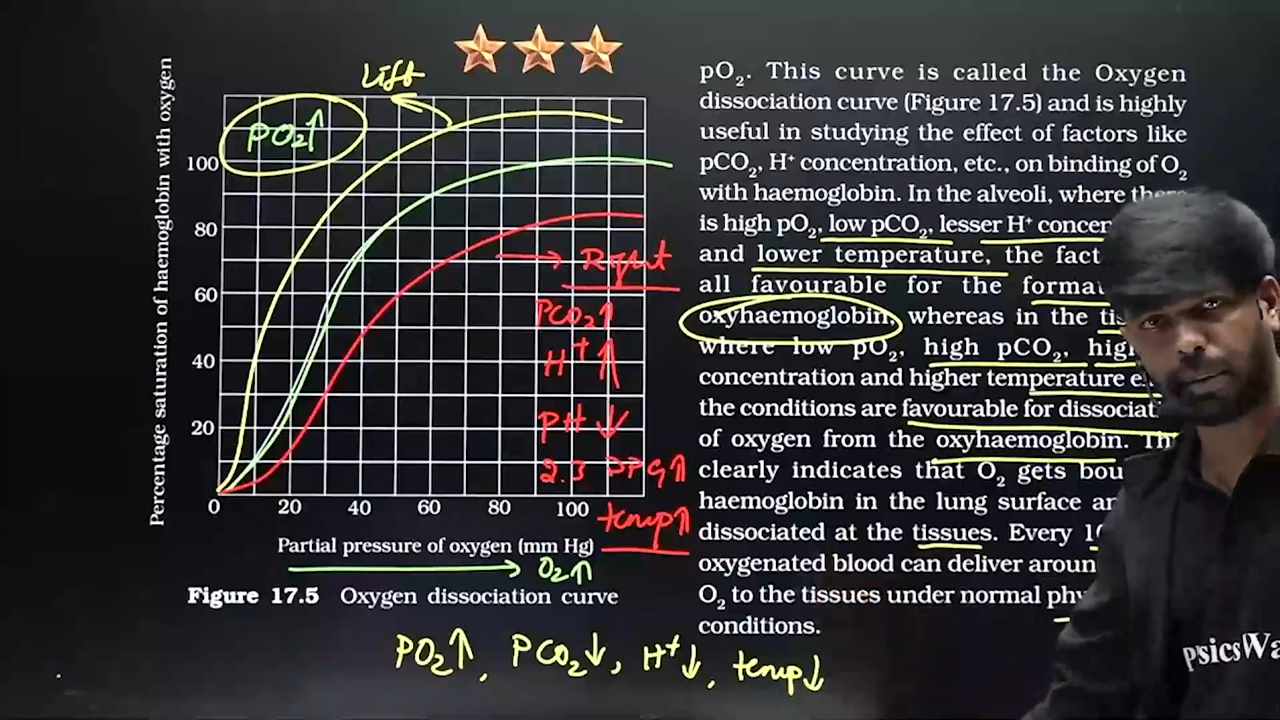 Left
PO2↑
Percentage saturation of haemoglobin with oxygen
100
80
60
40
20
0 20 40 60 80 100
→ Right
PCO2↑
H+↑
PH↓
2.3 DPG↑
temp↑
Partial pressure of oxygen (mm Hg)
→ O2↑
Figure 17.5 Oxygen dissociation curve
PO2↑, PCO2↓, H+↓, temp↓
pO2. This curve is called the Oxygen
dissociation curve (Figure 17.5) and is highly
useful in studying the effect of factors like
pCO2, H+ concentration, etc., on binding of O2
with haemoglobin. In the alveoli, where there
is high pO2, low pCO2, lesser H+
and lower temperature, the
all favourable for the
oxyhaemoglobin, whereas in the
where low pO2, high pCO2,
concentration and higher temperature
the conditions are favourable for
of oxygen from the oxyhaemoglobin.
clearly indicates that O2 gets
haemoglobin in the lung surface
dissociated at the tissues. Every
oxygenated blood can deliver
O2 to the tissues under normal
conditions.